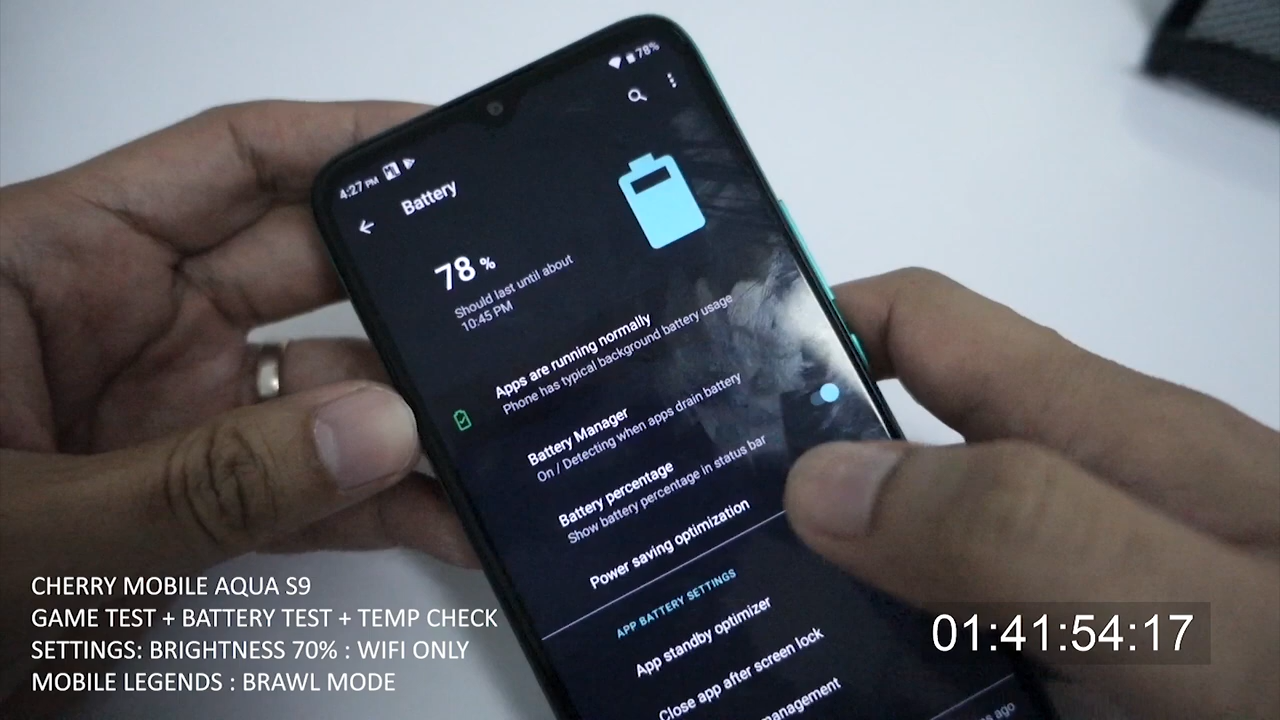 78%
4:27 PM
Battery
78 %
Should last until about
10:45 PM
Apps are running normally
Phone has typical background battery usage
Battery Manager
On / Detecting when apps drain battery
Battery percentage
Show battery percentage in status bar
Power saving optimization
APP BATTERY SETTINGS
App standby optimizer
Close app after screen lock
management
ago
CHERRY MOBILE AQUA S9
GAME TEST + BATTERY TEST + TEMP CHECK
SETTINGS: BRIGHTNESS 70% : WIFI ONLY
MOBILE LEGENDS : BRAWL MODE
01:41:54:17